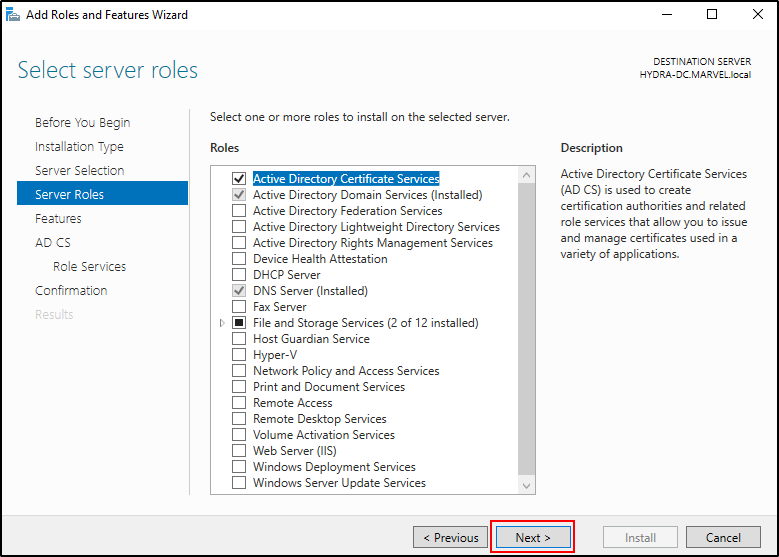 Add Roles and Features Wizard
Select server roles
DESTINATION SERVER
HYDRA-DC.MARVEL.local
Before You Begin
Installation Type
Server Selection
Server Roles
Features
AD CS
Role Services
Confirmation
Results
Select one or more roles to install on the selected server.
Roles
Active Directory Certificate Services
Active Directory Domain Services (Installed)
Active Directory Federation Services
Active Directory Lightweight Directory Services
Active Directory Rights Management Services
Device Health Attestation
DHCP Server
DNS Server (Installed)
Fax Server
File and Storage Services (2 of 12 installed)
Host Guardian Service
Hyper-V
Network Policy and Access Services
Print and Document Services
Remote Access
Remote Desktop Services
Volume Activation Services
Web Server (IIS)
Windows Deployment Services
Windows Server Update Services
Description
Active Directory Certificate Services
(AD CS) is used to create
certification authorities and related
role services that allow you to issue
and manage certificates used in a
variety of applications.
< Previous
Next >
Install
Cancel